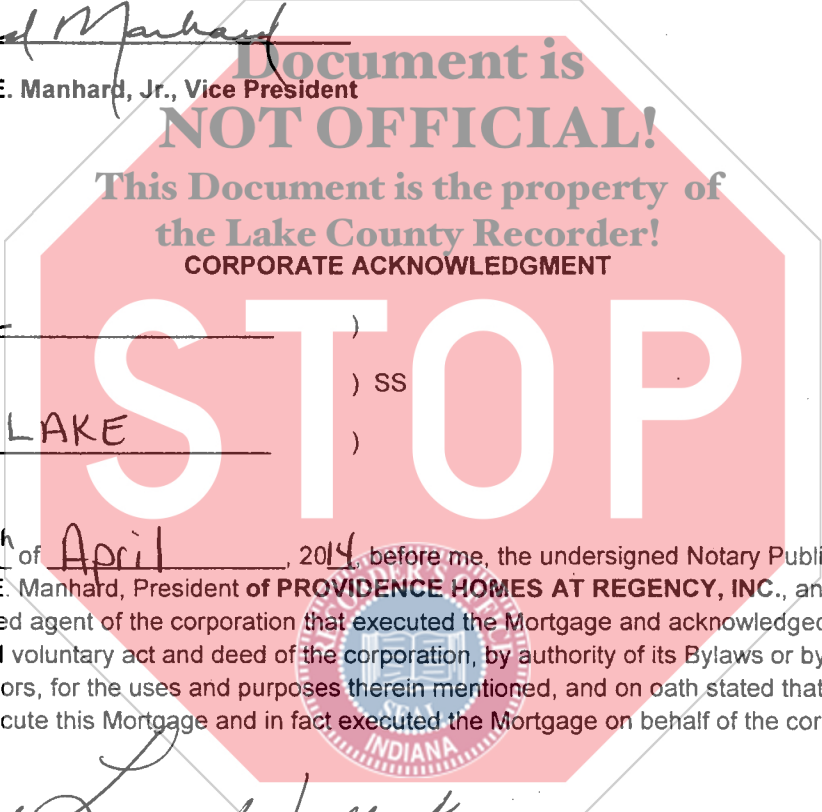 d Manhard
E. Manhard, Jr., Vice President
Document is
NOT OFFICIAL!
This Document is the property of
the Lake County Recorder!
CORPORATE ACKNOWLEDGMENT
)
) SS
LAKE )
STOP
h of April, 2014, before me, the undersigned Notary Publi
E. Manhard, President of PROVIDENCE HOMES AT REGENCY, INC., an
ed agent of the corporation that executed the Mortgage and acknowledged
l voluntary act and deed of the corporation, by authority of its Bylaws or by
ors, for the uses and purposes therein mentioned, and on oath stated that
cute this Mortgage and in fact executed the Mortgage on behalf of the cor
SEAL
INDIANA